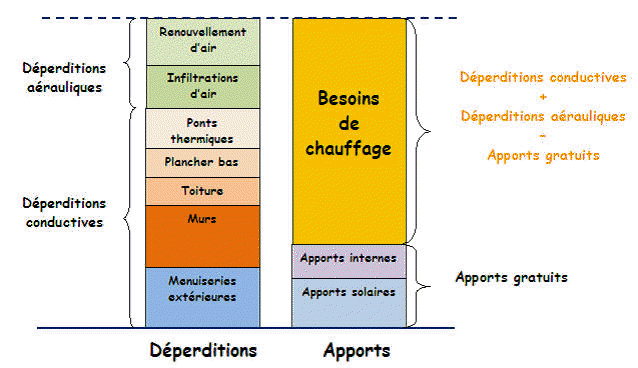 Déperditions
aérauliques
Déperditions
conductives
Renouvellement
d'air
Infiltrations
d'air
Ponts
thermiques
Plancher bas
Toiture
Murs
Menuiseries
extérieures
Déperditions
Besoins
de
chauffage
Apports internes
Apports solaires
Apports
Déperditions conductives
+
Déperditions aérauliques
-
Apports gratuits
Apports gratuits